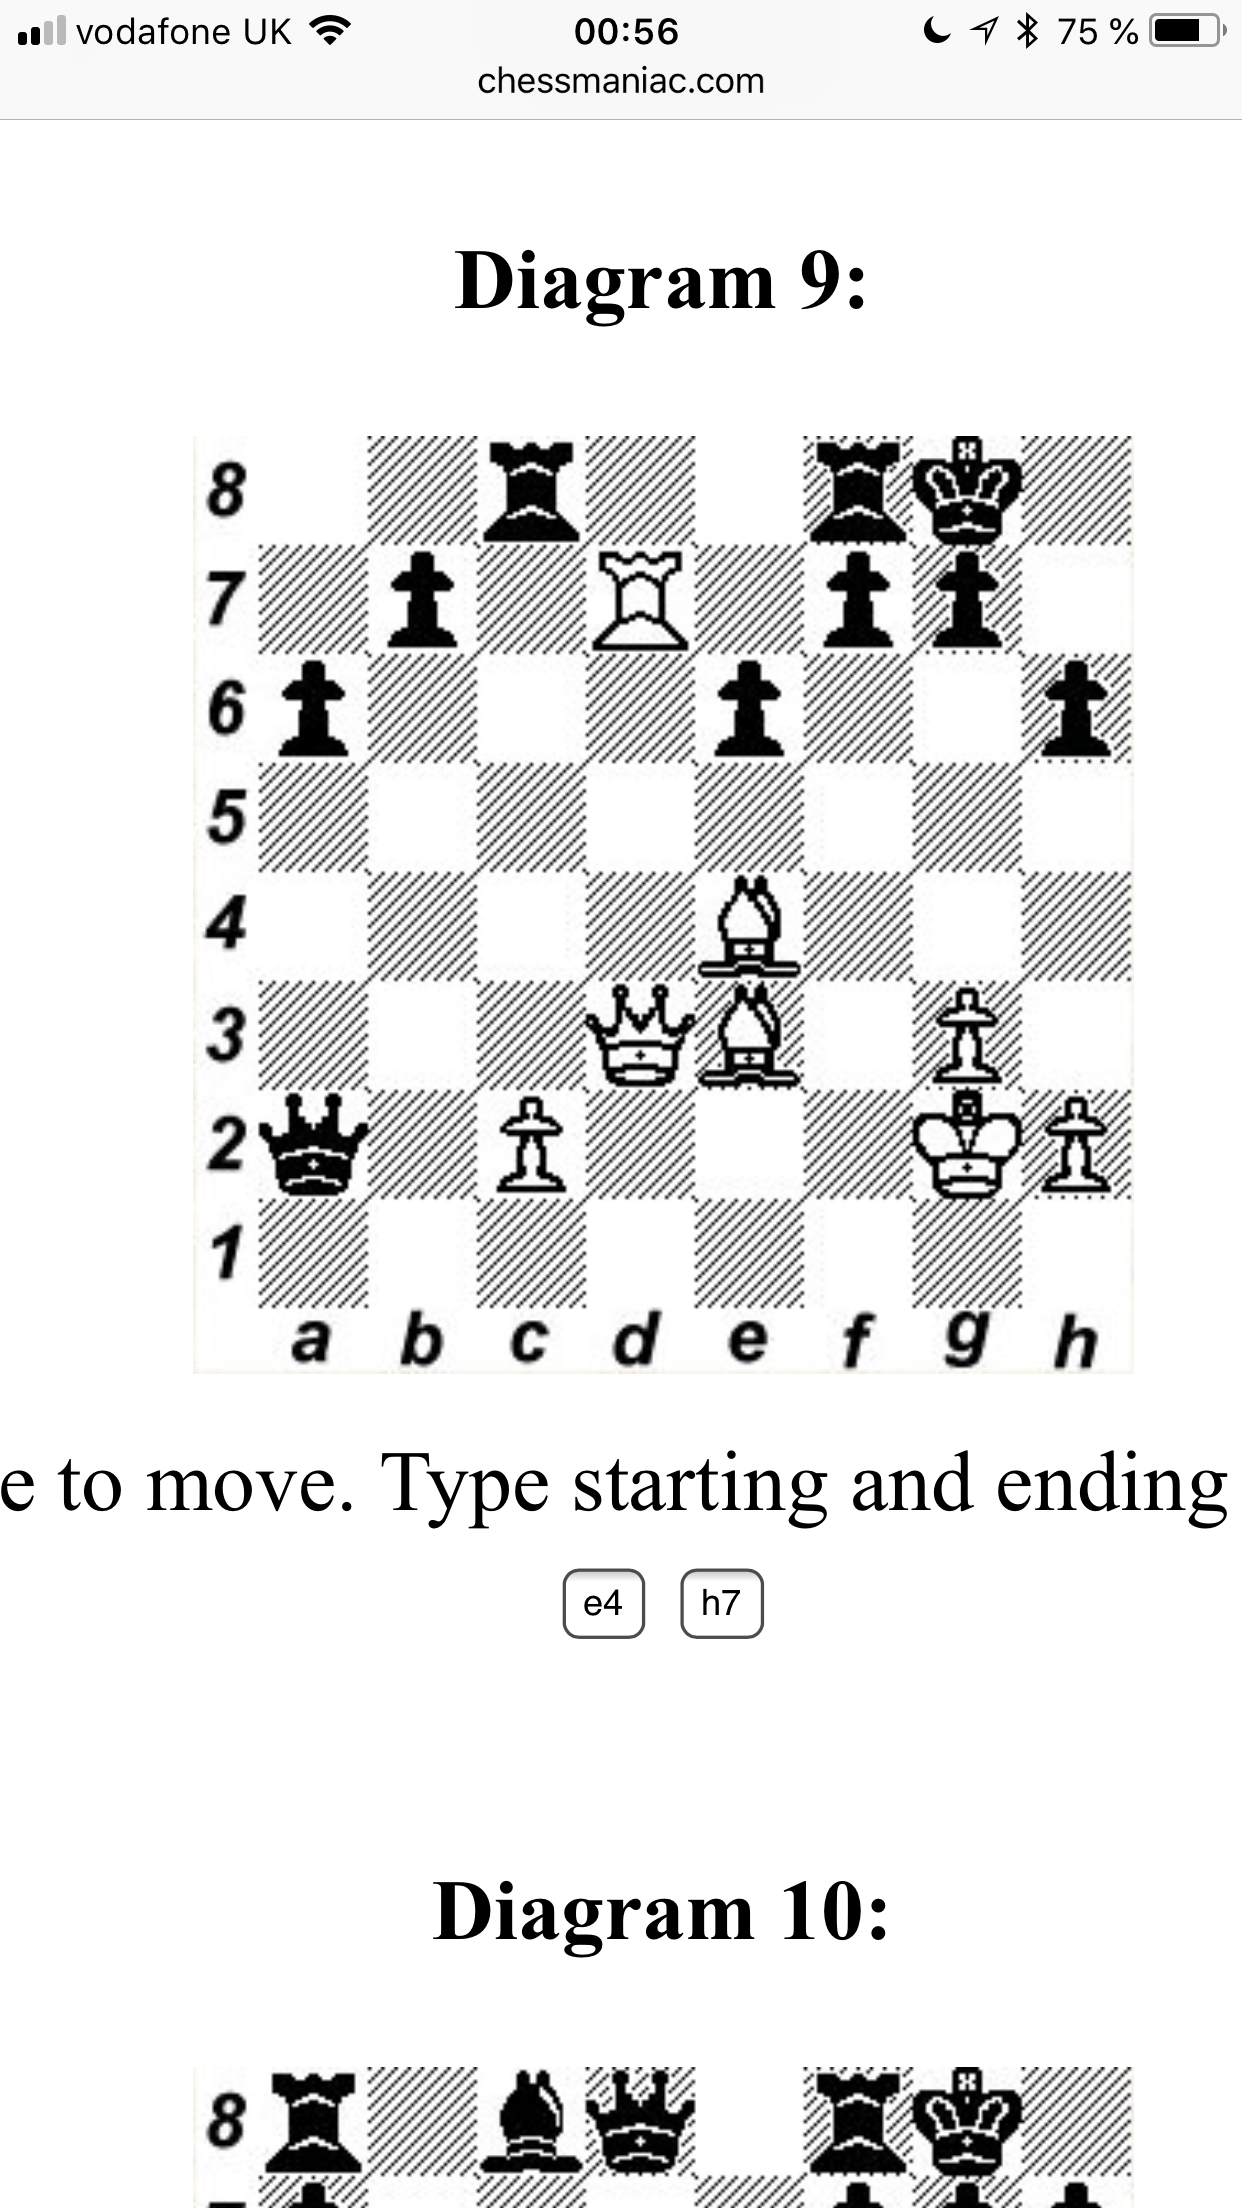 vodafone UK 00:56 75 %
chessmaniac.com
Diagram 9:
8
7
6
5
4
3
2
1
a b c d e f g h
e to move. Type starting and ending
e4 h7
Diagram 10:
8